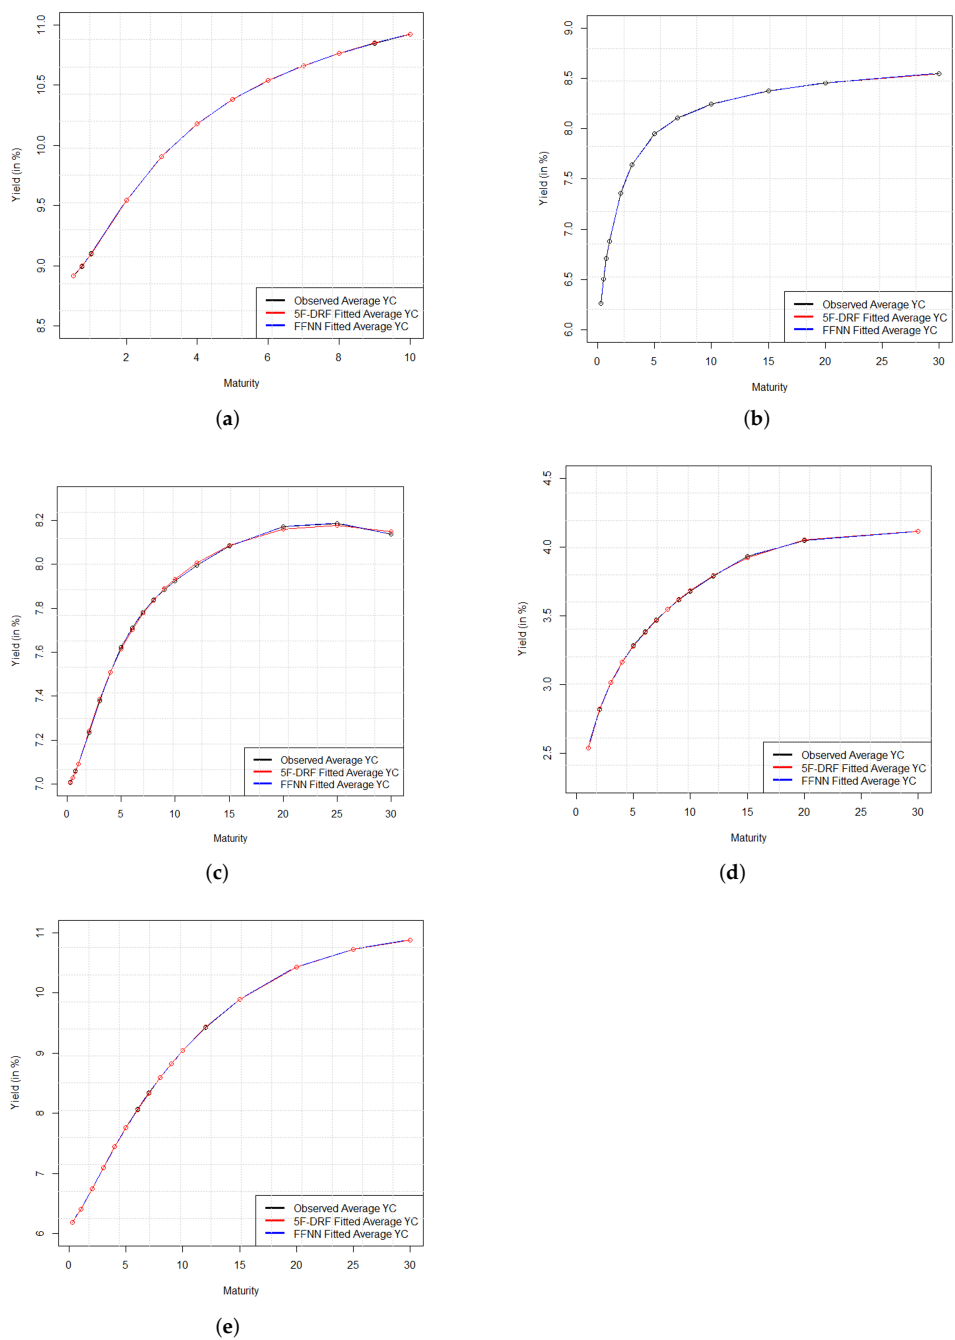 11.0
10.5
10.0
9.5
9.0
8.5
Yield (in %)
Observed Average YC
5F-DRF Fitted Average YC
FFNN Fitted Average YC
2 4 6 8 10
Maturity
(a)
9.0
8.5
8.0
7.5
7.0
6.5
6.0
Yield (in %)
Observed Average YC
5F-DRF Fitted Average YC
FFNN Fitted Average YC
0 5 10 15 20 25 30
Maturity
(b)
8.2
8.0
7.8
7.6
7.4
7.2
7.0
Yield (in %)
Observed Average YC
5F-DRF Fitted Average YC
FFNN Fitted Average YC
0 5 10 15 20 25 30
Maturity
(c)
4.5
4.0
3.5
3.0
2.5
Yield (in %)
Observed Average YC
5F-DRF Fitted Average YC
FFNN Fitted Average YC
0 5 10 15 20 25 30
Maturity
(d)
11
10
9
8
7
6
Yield (in %)
Observed Average YC
5F-DRF Fitted Average YC
FFNN Fitted Average YC
0 5 10 15 20 25 30
Maturity
(e)